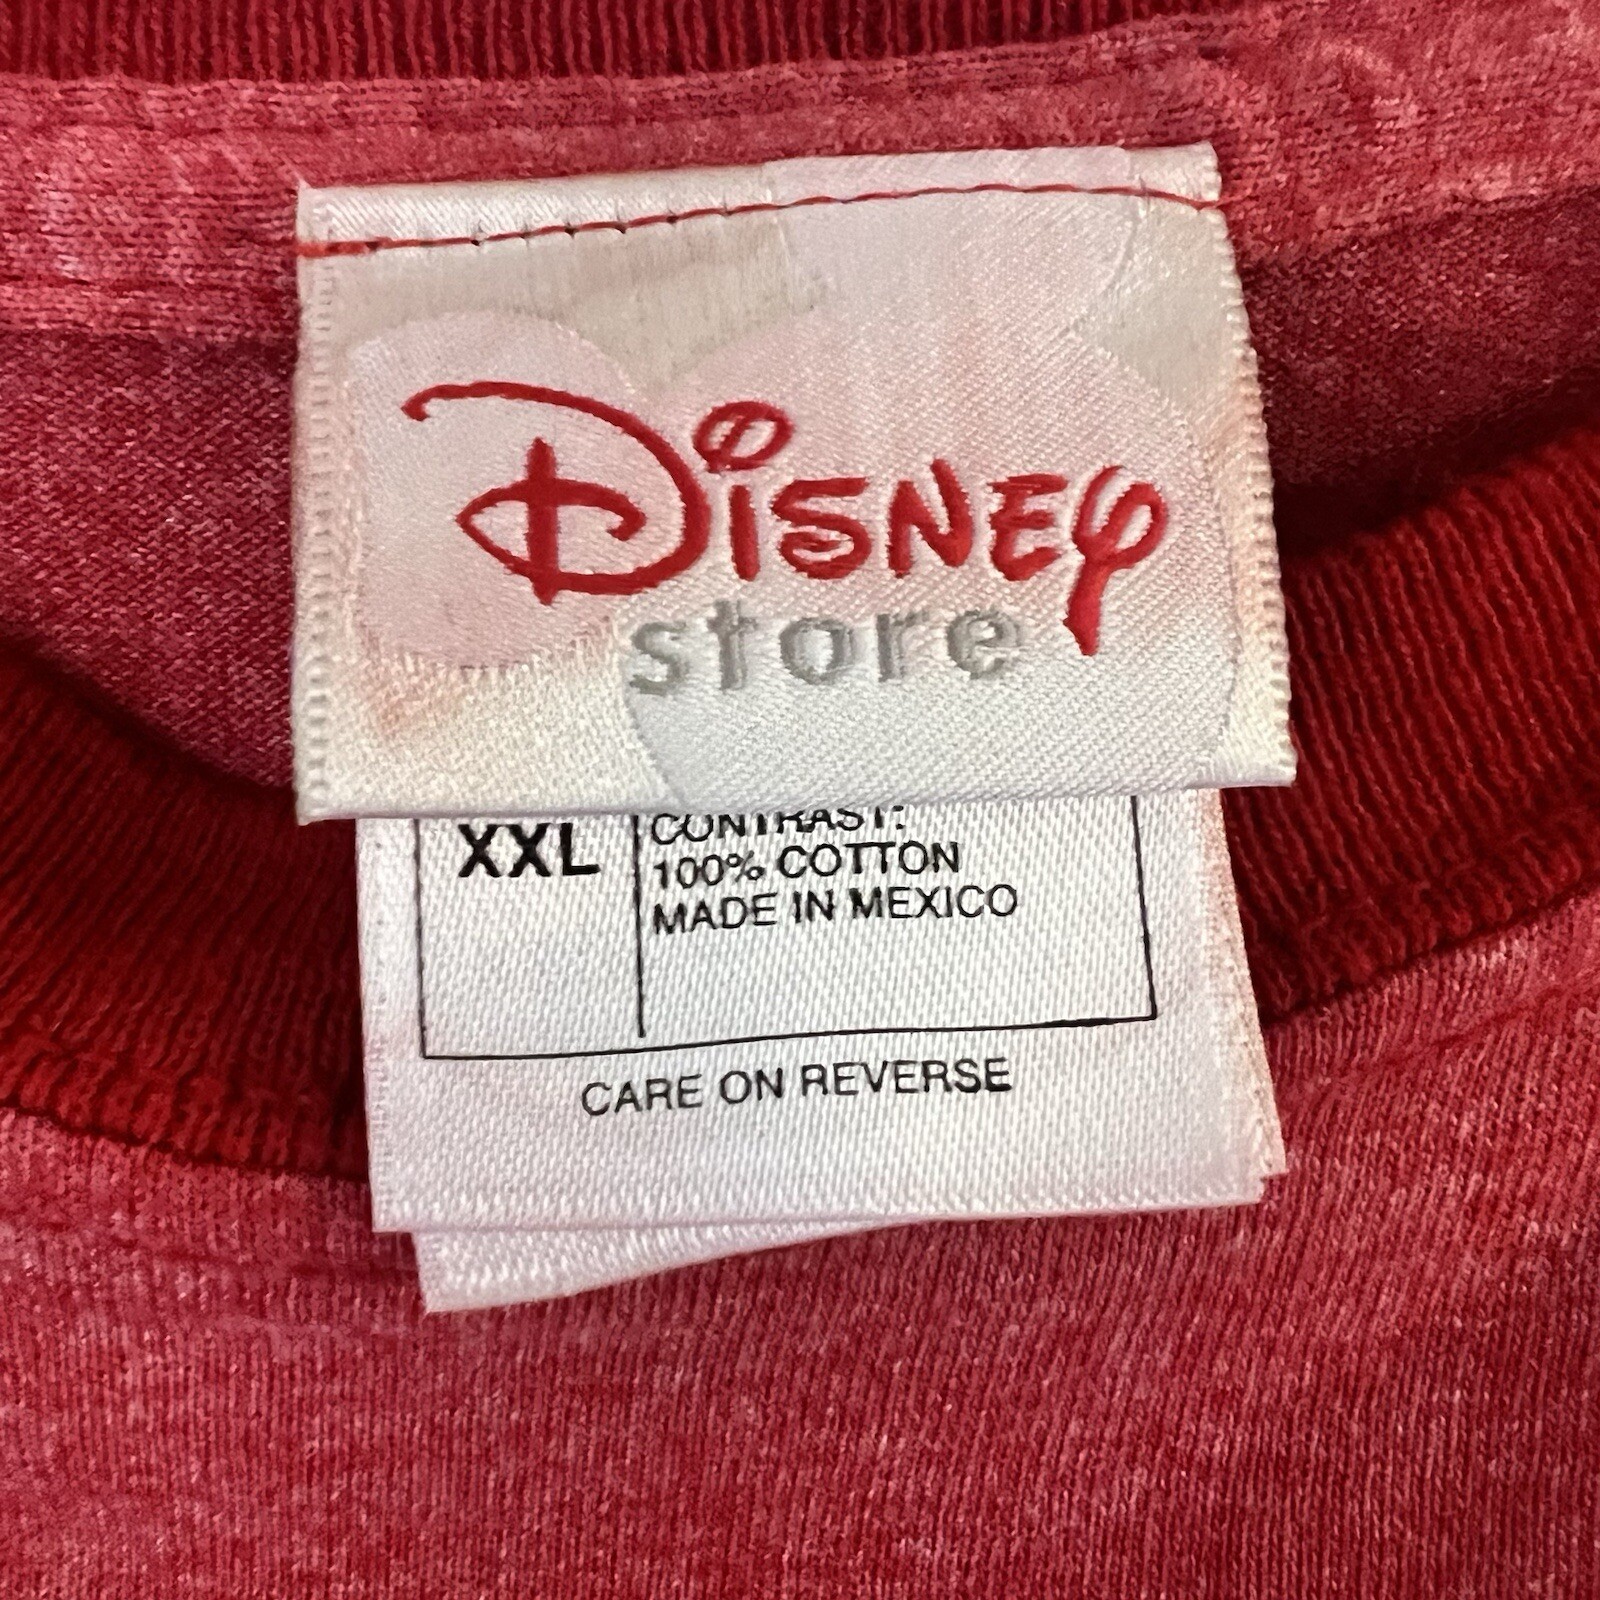 Disney
store
XXL
CONTRAST:
100% COTTON
MADE IN MEXICO
CARE ON REVERSE